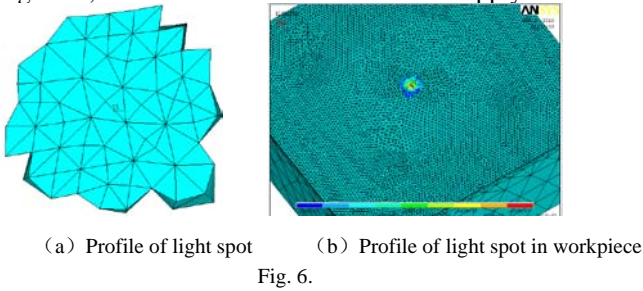 （a）Profile of light spot （b）Profile of light spot in workpiece
Fig. 6.